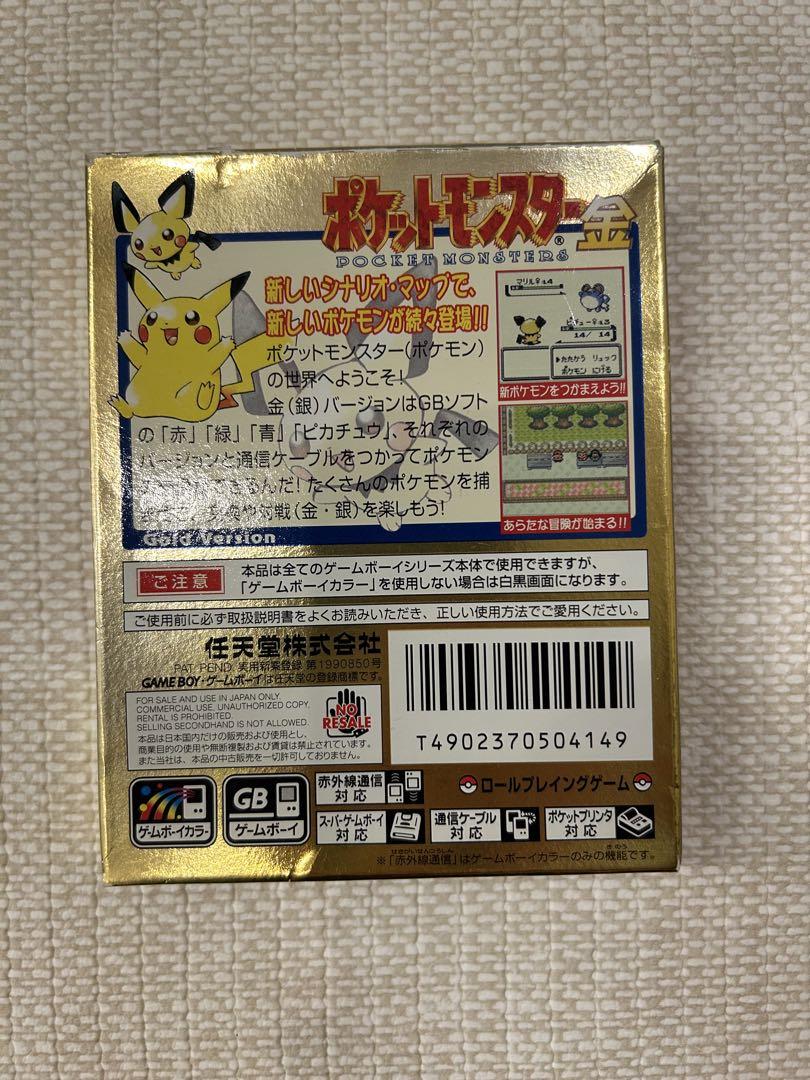 ポケットモンスター金
POCKET MONSTERS®
新しいシナリオ・マップで、
新しいポケモンが続々登場!!
ポケットモンスター(ポケモン)
の世界へようこそ!
金(銀)バージョンはGBソフト
の「赤」「緑」「青」「ピカチュウ」それぞれの
バージョンと通信ケーブルをつかってポケモン
できるんだ!たくさんのポケモンを捕
や対戦(金・銀)を楽しもう!
Gold Version
マリル♀
14/ 14
▶たたかう リュック
ポケモン にげる
新ポケモンをつかまえよう!!
あらたな冒険が始まる!!
ご注意
本品は全てのゲームボーイシリーズ本体で使用できますが、
「ゲームボーイカラー」を使用しない場合は白黒画面になります。
ご使用前に必ず取扱説明書をよくお読みいただき、正しい使用方法でご愛用ください。
任天堂株式会社
PAT. PEND. 実用新案登録 第1990850号
GAME BOY・ゲームボーイは任天堂の登録商標です。
FOR SALE AND USE IN JAPAN ONLY.
COMMERCIAL USE, UNAUTHORIZED COPY,
RENTAL IS PROHIBITED.
SELLING SECONDHAND IS NOT ALLOWED.
本品は日本国内だけの販売および使用とし、
商業目的の使用や無断複製および賃貸は禁止されています。
また当社は、本品の中古販売を一切許可しておりません。
NO
RESALE
T4902370504149
ゲームボーイカラー
GB
ゲームボーイ
赤外線通信
対応
ロールプレイングゲーム
スーパーゲームボーイ
対応
通信ケーブル
対応
ポケットプリンタ
対応
※「赤外線通信」はゲームボーイカラーのみの機能です。